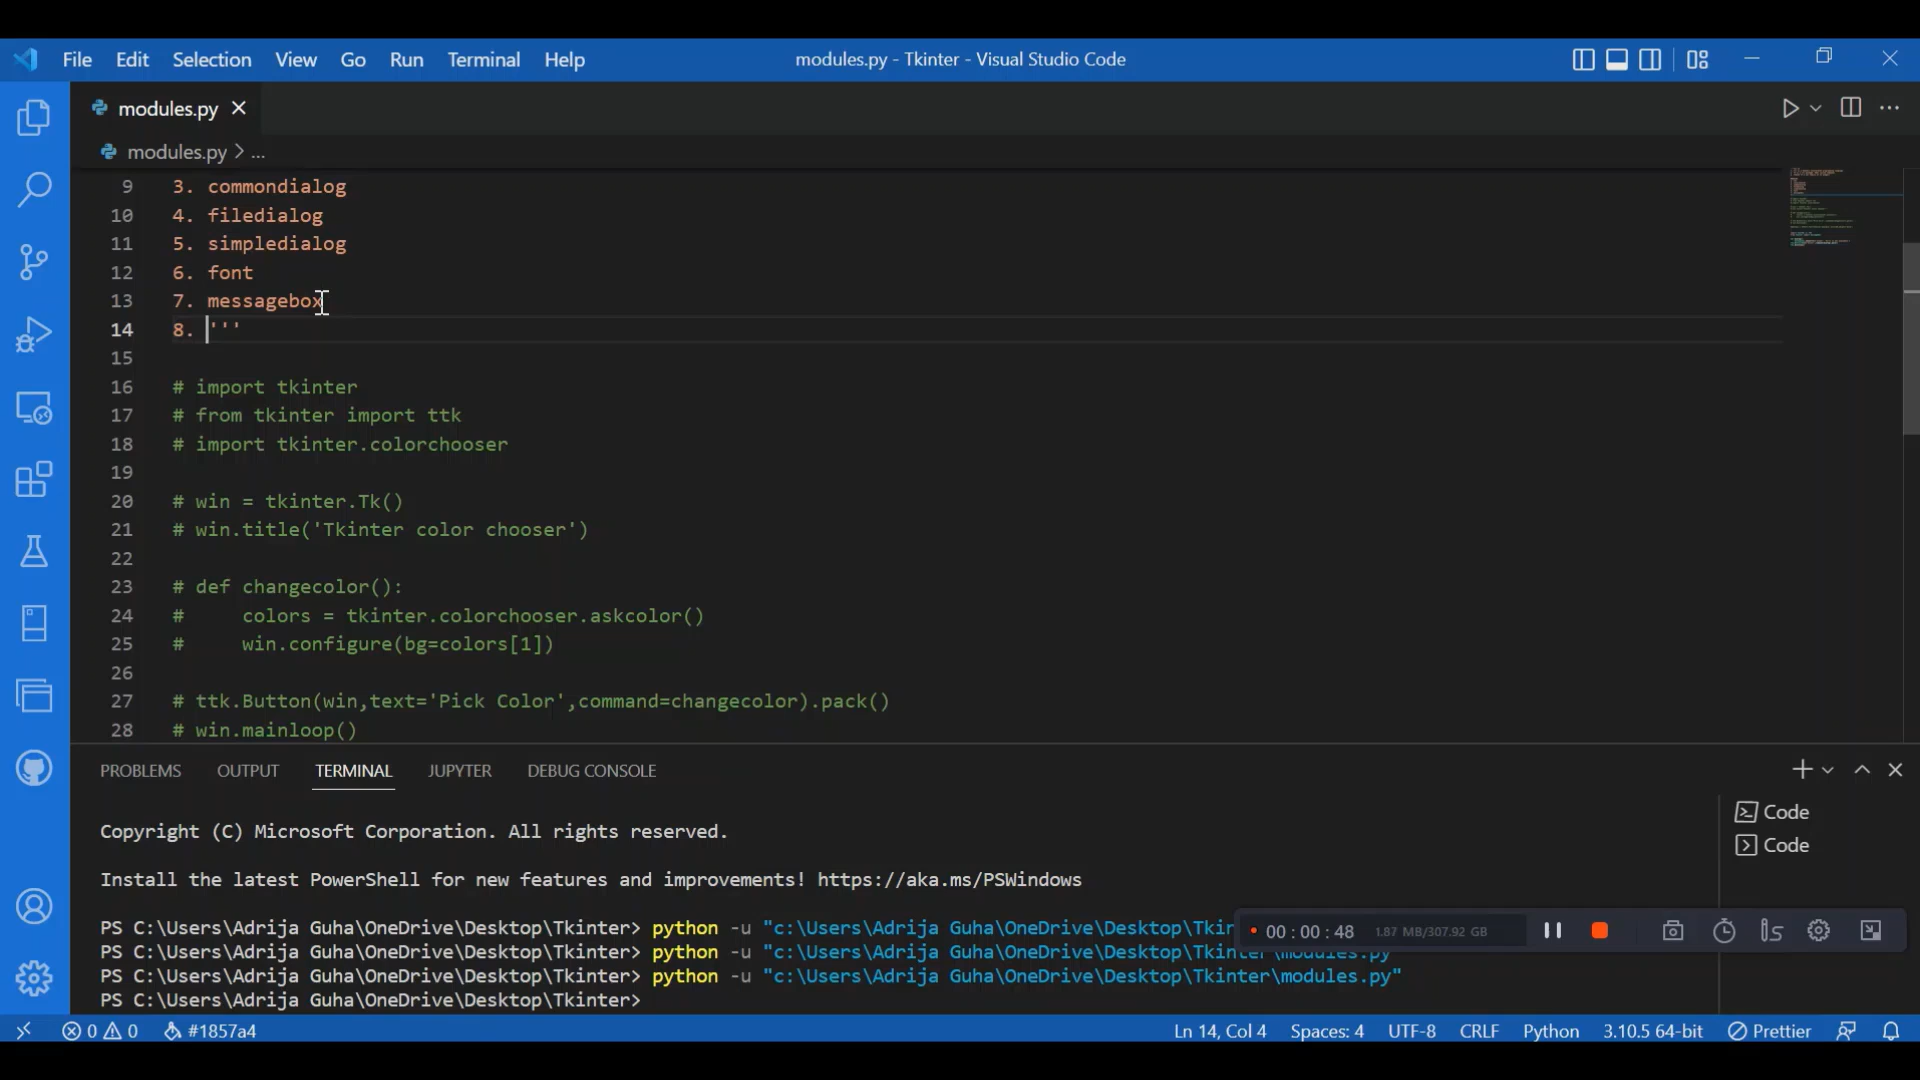 File Edit Selection View Go Run Terminal Help modules.py - Tkinter - Visual Studio Code
modules.py
modules.py > ...
9 3. commondialog
10 4. filedialog
11 5. simpledialog
12 6. font
13 7. messagebox
14 8. '''
15
16 # import tkinter
17 # from tkinter import ttk
18 # import tkinter.colorchooser
19
20 # win = tkinter.Tk()
21 # win.title('Tkinter color chooser')
22
23 # def changecolor():
24 #     colors = tkinter.colorchooser.askcolor()
25 #     win.configure(bg=colors[1])
26
27 # ttk.Button(win,text='Pick Color',command=changecolor).pack()
28 # win.mainloop()
PROBLEMS OUTPUT TERMINAL JUPYTER DEBUG CONSOLE
Code
Code
Copyright (C) Microsoft Corporation. All rights reserved.
Install the latest PowerShell for new features and improvements! https://aka.ms/PSWindows
PS C:\Users\Adrija Guha\OneDrive\Desktop\Tkinter> python -u "c:\Users\Adrija Guha\OneDrive\Desktop\Tkin
00 : 00 : 48 1.87 MB/307.92 GB
PS C:\Users\Adrija Guha\OneDrive\Desktop\Tkinter> python -u "c:\Users\Adrija Guha\OneDrive\Desktop\Tkinter\modules.py"
PS C:\Users\Adrija Guha\OneDrive\Desktop\Tkinter> python -u "c:\Users\Adrija Guha\OneDrive\Desktop\Tkinter\modules.py"
PS C:\Users\Adrija Guha\OneDrive\Desktop\Tkinter>
0 0 #1857a4 Ln 14, Col 4 Spaces: 4 UTF-8 CRLF Python 3.10.5 64-bit Prettier